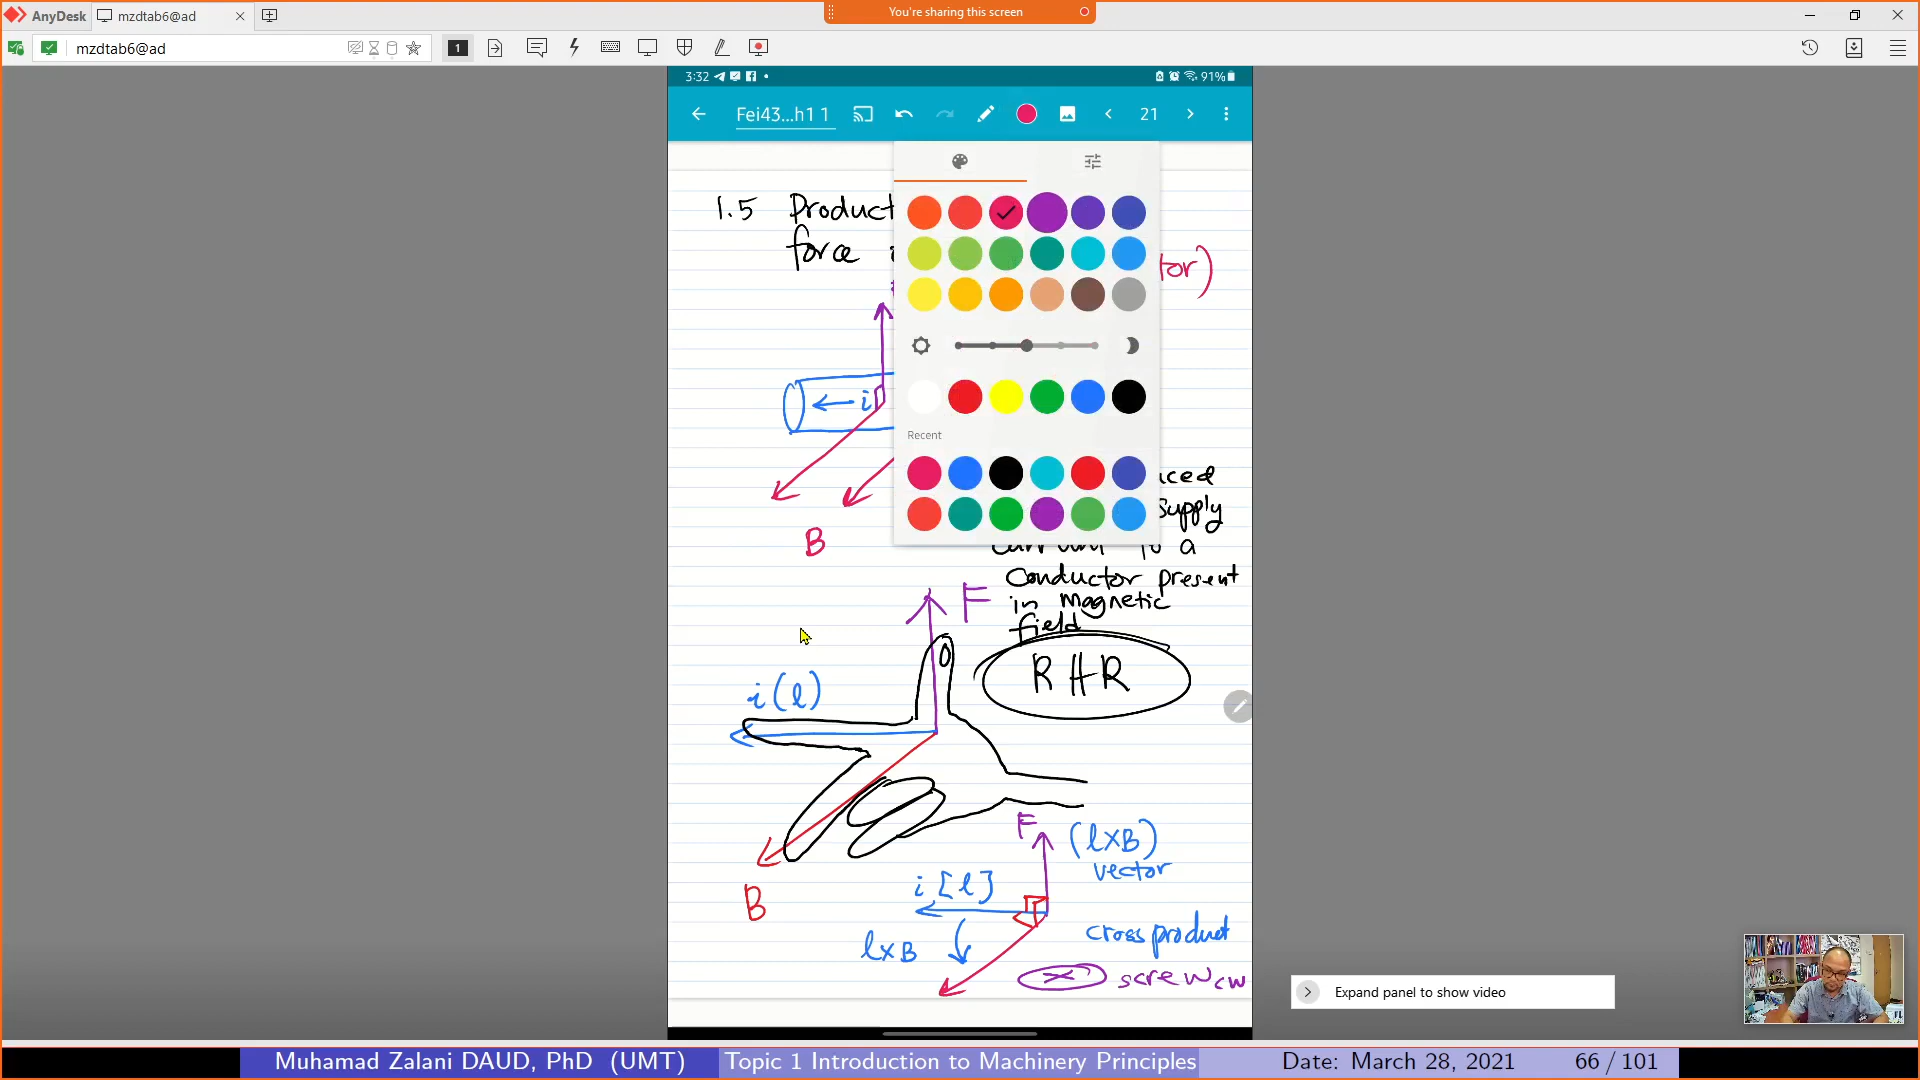 AnyDesk
mzdtab6@ad
You're sharing this screen
mzdtab6@ad
1
3:32
91%
Fei43...h1 1
21
1.5 Product
force
tor)
i
B
Recent
uced
supply
to a
Conductor present
in magnetic
field
F
RHR
i(l)
B
F
(l×B)
vector
i [l]
l×B
cross product
× screw cw
Expand panel to show video
Muhamad Zalani DAUD, PhD (UMT)
Topic 1 Introduction to Machinery Principles
Date: March 28, 2021
66 / 101